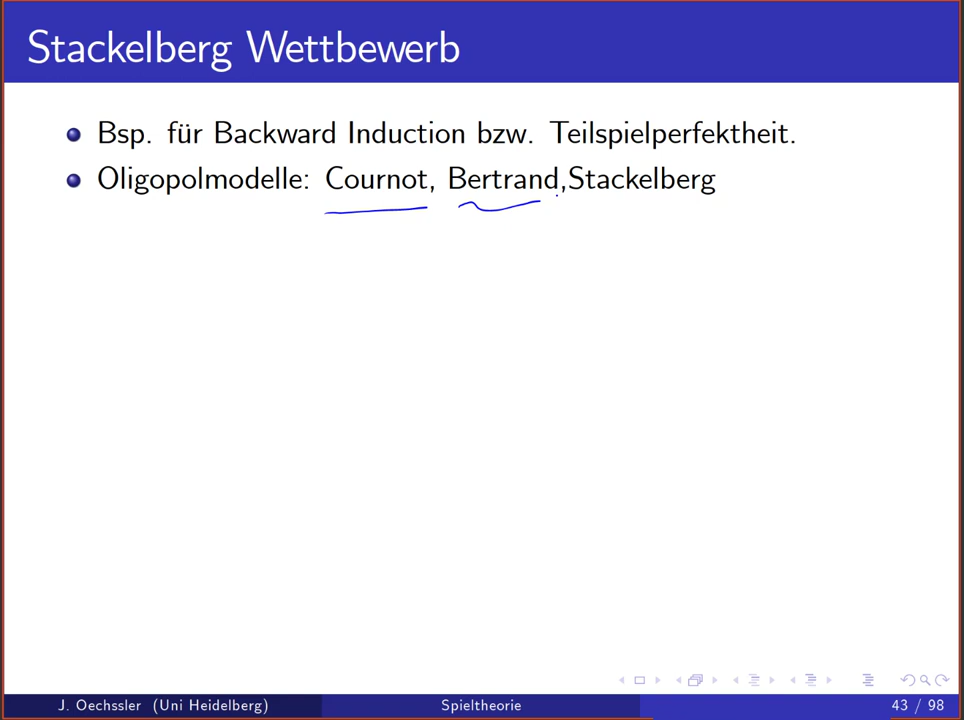 Stackelberg Wettbewerb
Bsp. für Backward Induction bzw. Teilspielperfektheit.
Oligopolmodelle: Cournot, Bertrand,Stackelberg
J. Oechssler (Uni Heidelberg) Spieltheorie 43 / 98